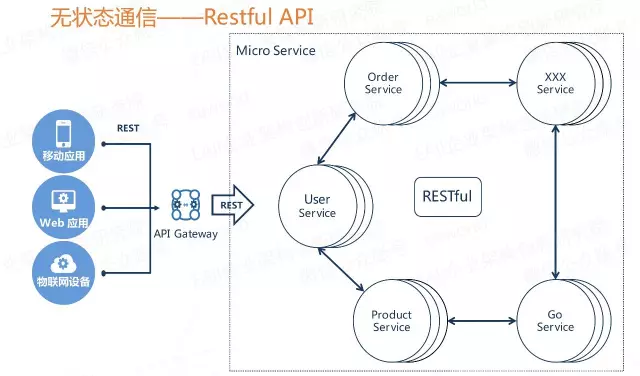 无状态通信——Restful API
Micro Service
Order
Service
XXX
Service
移动应用
REST
Web 应用
API Gateway
REST
User
Service
RESTful
物联网设备
Product
Service
Go
Service